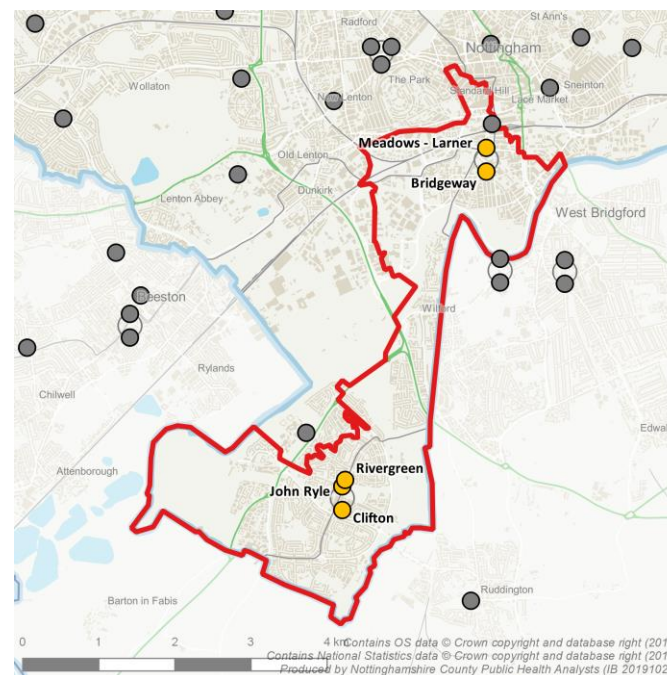 Radford
St Ann's
Nottingham
Wollaton
The Park
Sneinton
Standard Hill
New Lenton
Lace Market
Meadows - Larner
Old Lenton
Dunkirk
Bridgeway
Lenton Abbey
West Bridgford
Beeston
Wilford
Rylands
Chilwell
Edwa
Attenborough
Rivergreen
John Ryle
Clifton
Barton in Fabis
Ruddington
0 1 2 3 4 km
Contains OS data © Crown copyright and database right (201
Contains National Statistics data © Crown copyright and database right (201
Produced by Nottinghamshire County Public Health Analysts (IB 2019102